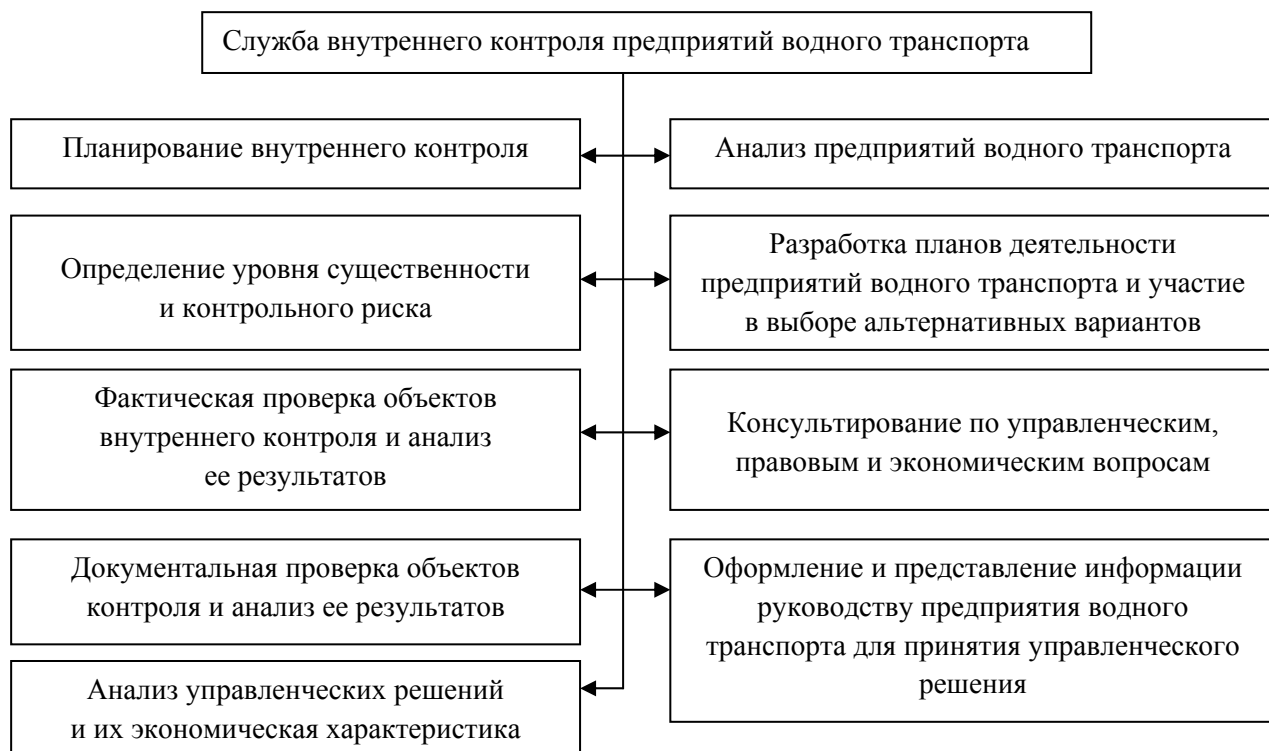 Служба внутреннего контроля предприятий водного транспорта
Планирование внутреннего контроля
Анализ предприятий водного транспорта
Определение уровня существенности
и контрольного риска
Разработка планов деятельности
предприятий водного транспорта и участие
в выборе альтернативных вариантов
Фактическая проверка объектов
внутреннего контроля и анализ
ее результатов
Консультирование по управленческим,
правовым и экономическим вопросам
Документальная проверка объектов
контроля и анализ ее результатов
Оформление и представление информации
руководству предприятия водного
транспорта для принятия управленческого
решения
Анализ управленческих решений
и их экономическая характеристика